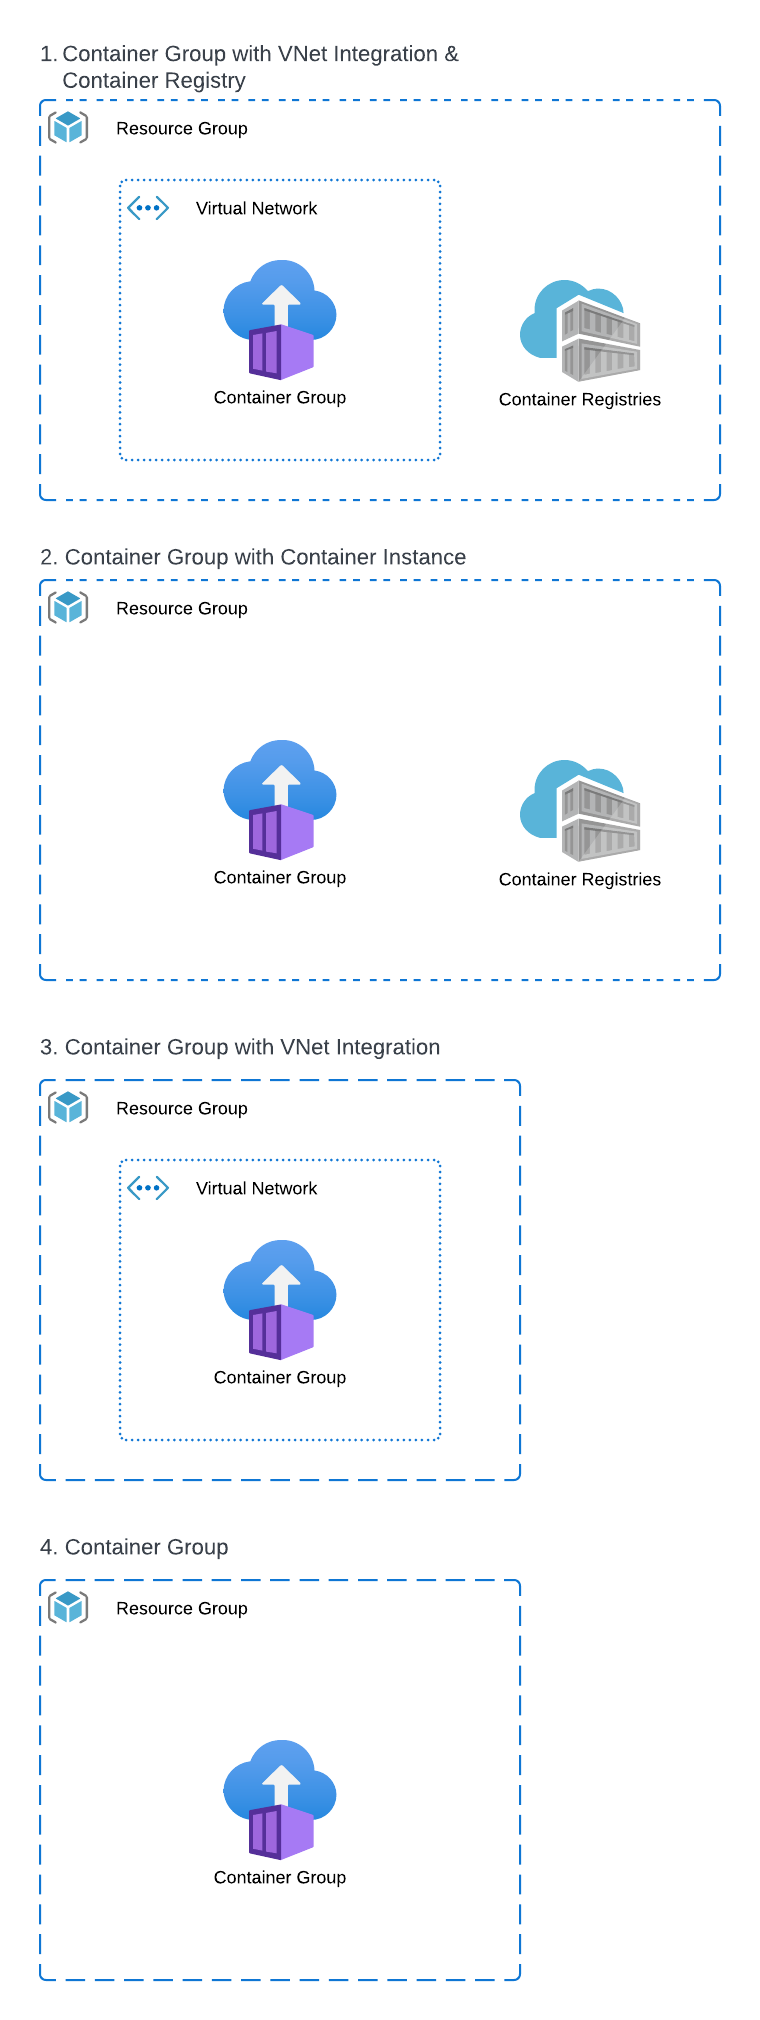 1. Container Group with VNet Integration &
Container Registry
Resource Group
Virtual Network
Container Group
Container Registries
2. Container Group with Container Instance
Resource Group
Container Group
Container Registries
3. Container Group with VNet Integration
Resource Group
Virtual Network
Container Group
4. Container Group
Resource Group
Container Group